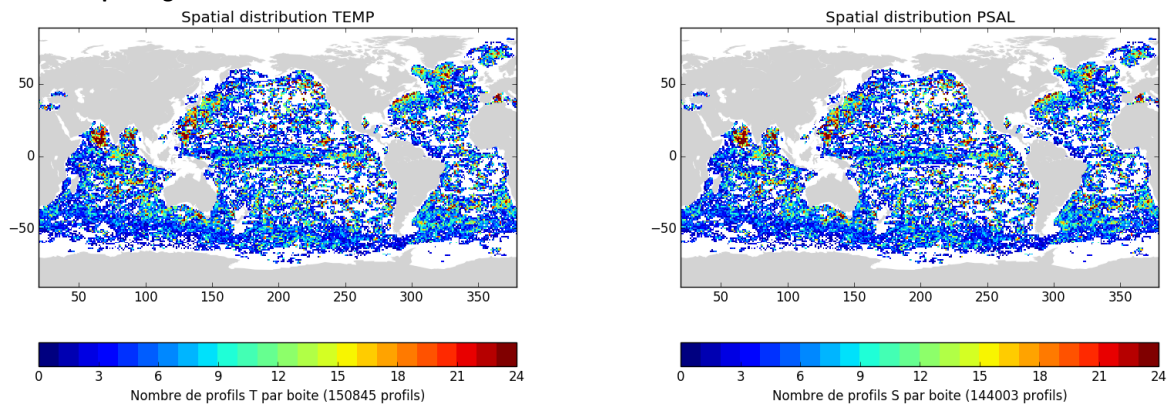 Spatial distribution TEMP
Spatial distribution PSAL
50
0
−50
50 100 150 200 250 300 350
50
0
−50
50 100 150 200 250 300 350
0 3 6 9 12 15 18 21 24
Nombre de profils T par boite (150845 profils)
0 3 6 9 12 15 18 21 24
Nombre de profils S par boite (144003 profils)